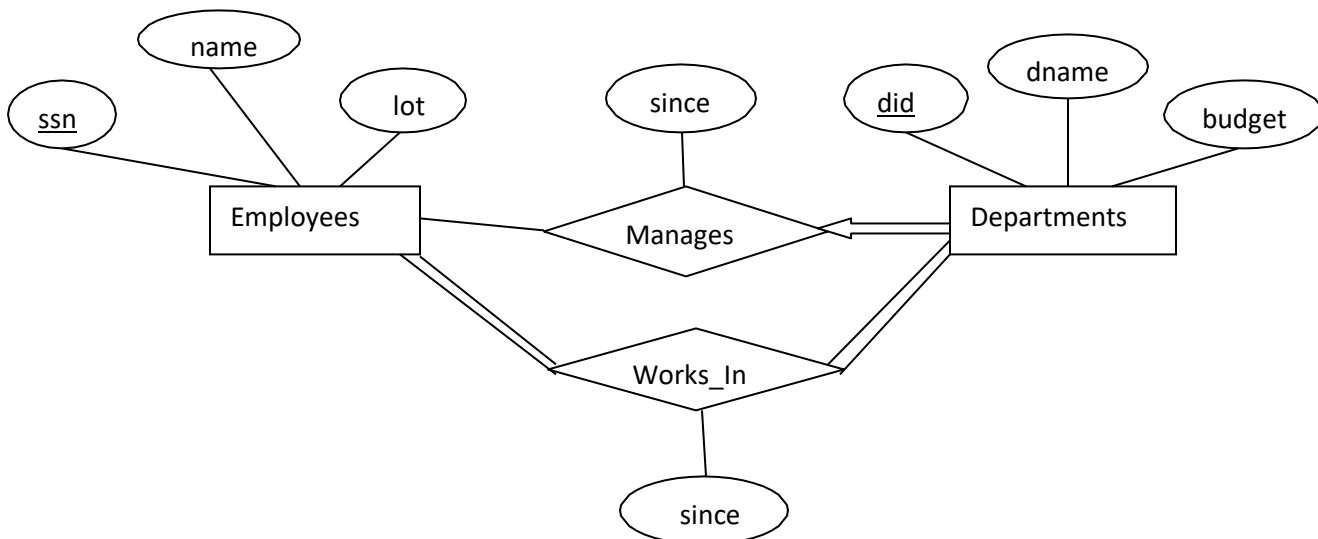 name
ssn
lot
since
did
dname
budget
Employees
Manages
Departments
Works_In
since